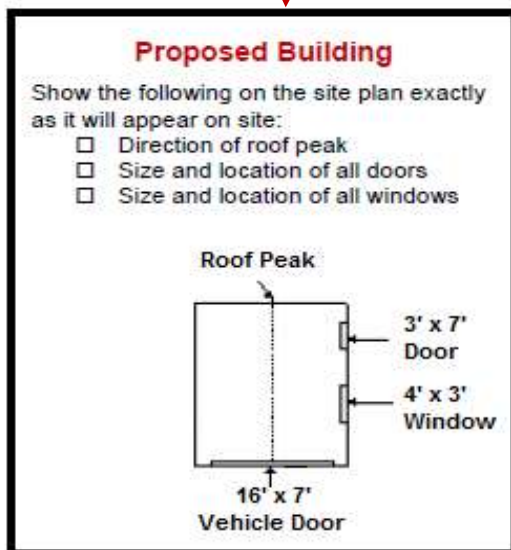 Proposed Building
Show the following on the site plan exactly
as it will appear on site:
☐ Direction of roof peak
☐ Size and location of all doors
☐ Size and location of all windows
Roof Peak
3' x 7'
Door
4' x 3'
Window
16' x 7'
Vehicle Door